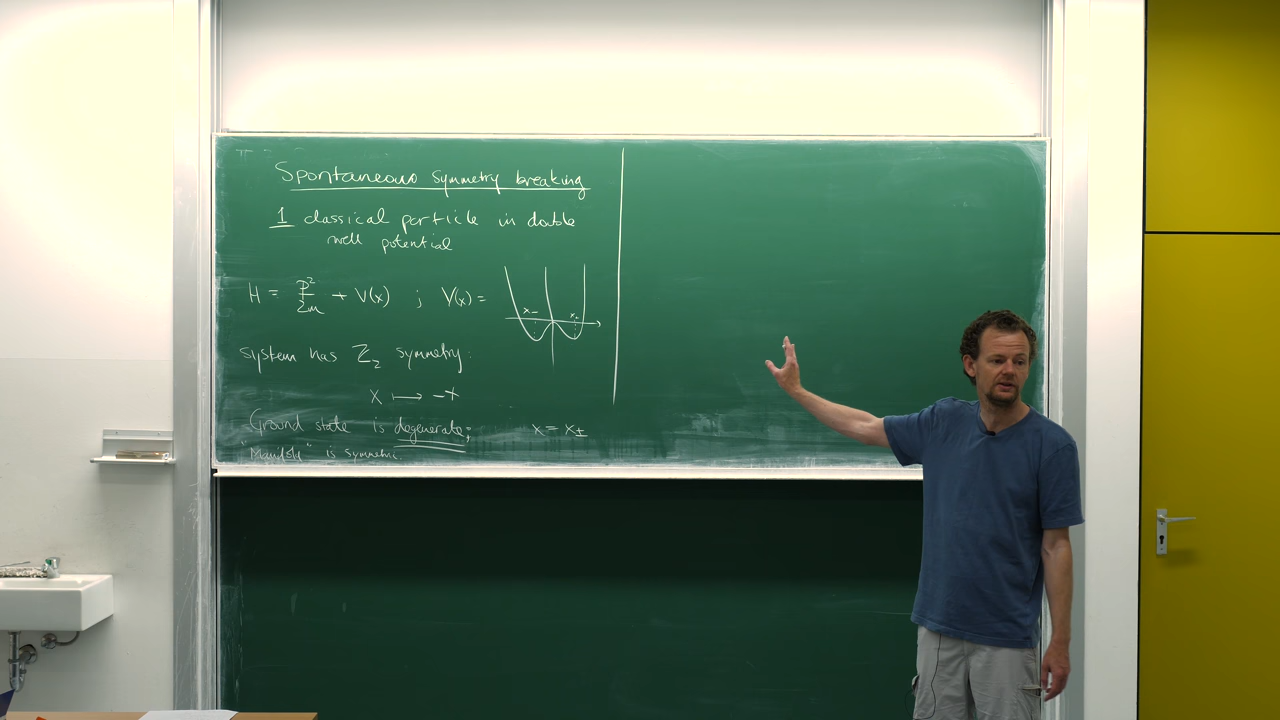 Spontaneous symmetry breaking
1 classical particle in double
well potential
H = p²/2m + V(x) ; V(x) =
x₋ x₊
system has Z₂ symmetry:
x ↦ -x
Ground state is degenerate; x = x±
"Manifold" is symmetric.